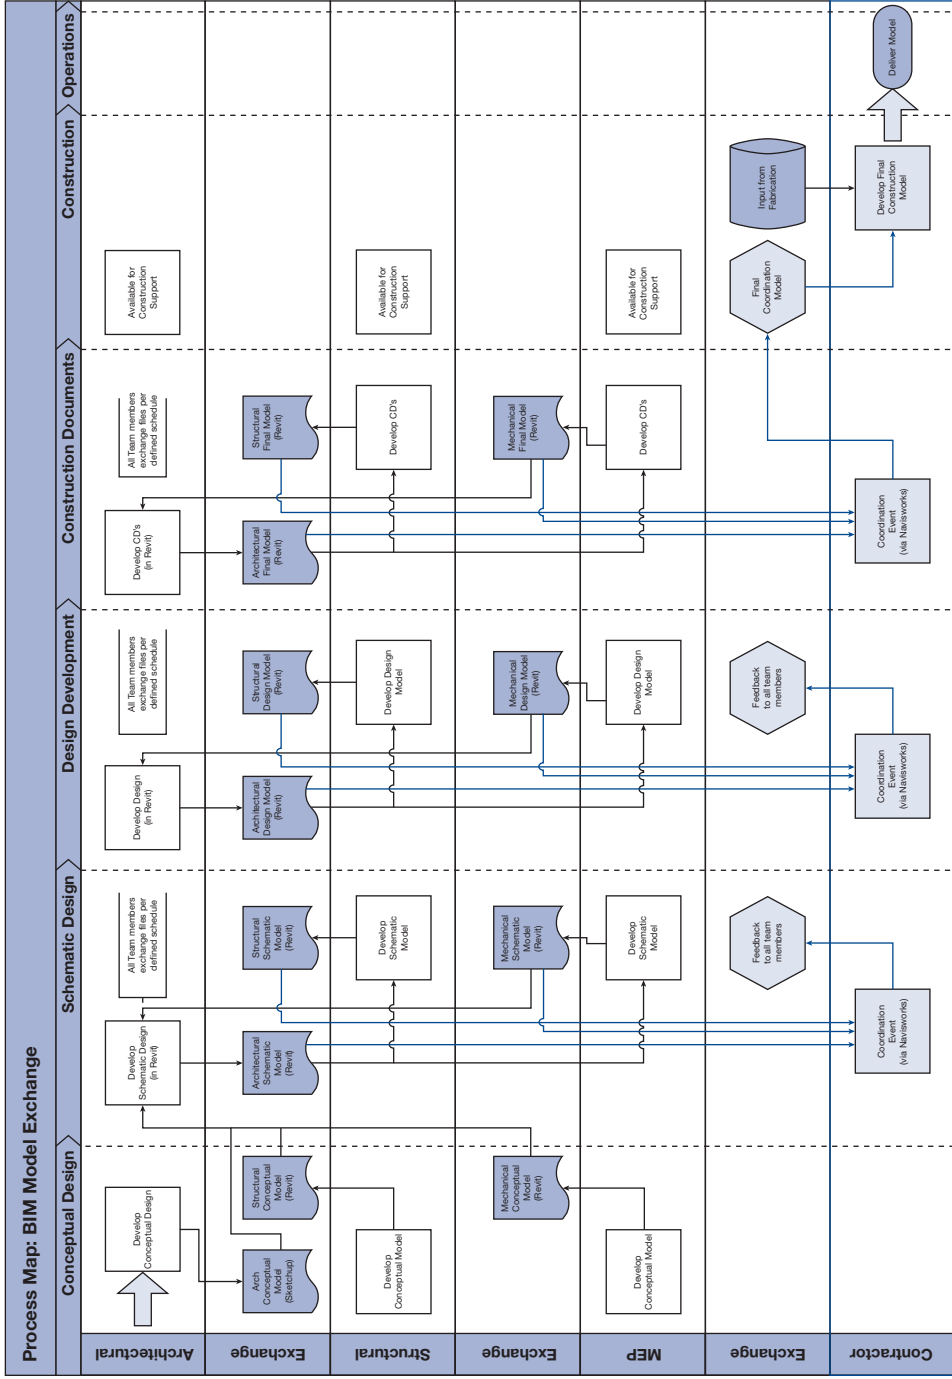 Process Map: BIM Model Exchange
Conceptual Design
Schematic Design
Design Development
Construction Documents
Construction
Operations
Architectural
Develop
Conceptual Design
Develop
Schematic Design
(in Revit)
All Team members
exchange files per
defined schedule
Develop Design
(in Revit)
All Team members
exchange files per
defined schedule
Develop CD's
(in Revit)
All Team members
exchange files per
defined schedule
Available for
Construction
Support
Exchange
Arch
Conceptual
Model
(Sketchup)
Structural
Conceptual
Model
(Revit)
Architectural
Schematic
Model
(Revit)
Structural
Schematic
Model
(Revit)
Architectural
Design Model
(Revit)
Structural
Design Model
(Revit)
Architectural
Final Model
(Revit)
Structural
Final Model
(Revit)
Structural
Develop
Conceptual Model
Develop
Schematic
Model
Develop Design
Model
Develop CD's
Available for
Construction
Support
Exchange
Mechanical
Conceptual
Model
(Revit)
Mechanical
Schematic
Model
(Revit)
Mechanical
Design Model
(Revit)
Mechanical
Final Model
(Revit)
MEP
Develop
Conceptual Model
Develop
Schematic
Model
Develop Design
Model
Develop CD's
Available for
Construction
Support
Exchange
Feedback
to all team
members
Feedback
to all team
members
Final
Coordination
Model
Input from
Fabrication
Contractor
Coordination
Event
(via Navisworks)
Coordination
Event
(via Navisworks)
Coordination
Event
(via Navisworks)
Develop Final
Construction
Model
Deliver Model